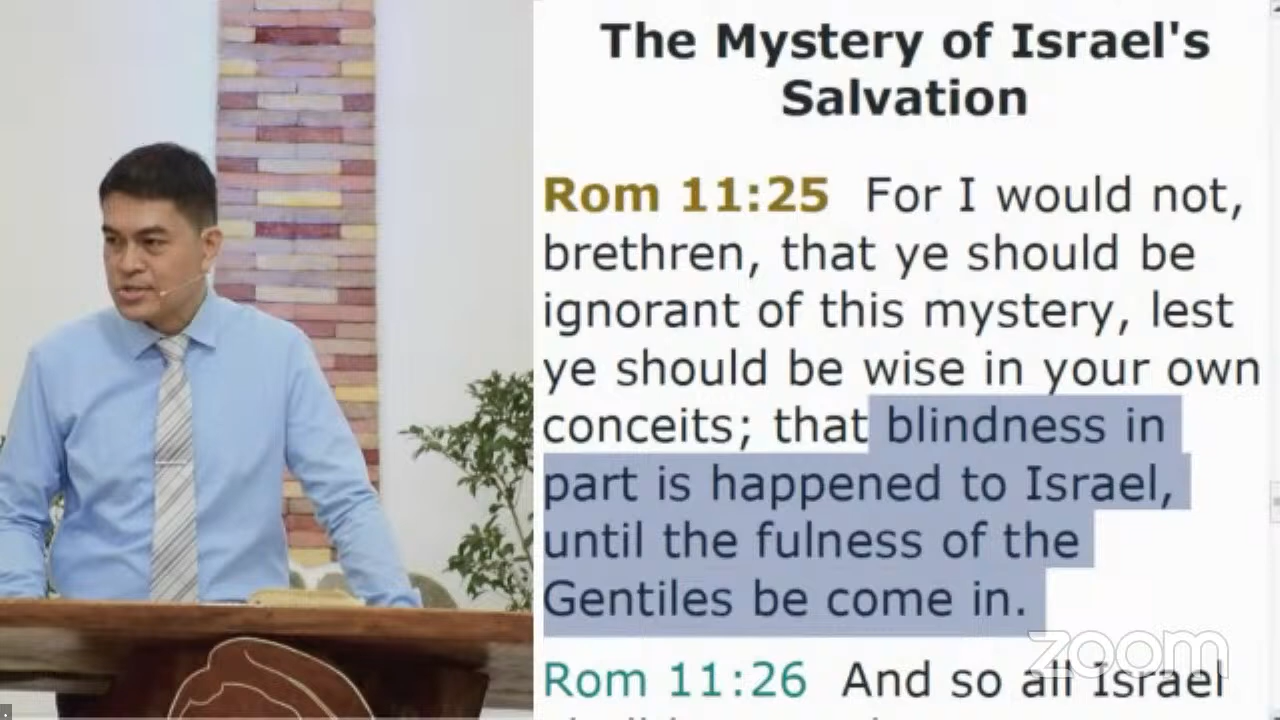 The Mystery of Israel's
Salvation
Rom 11:25 For I would not,
brethren, that ye should be
ignorant of this mystery, lest
ye should be wise in your own
conceits; that blindness in
part is happened to Israel,
until the fulness of the
Gentiles be come in.
zoom
Rom 11:26 And so all Israel